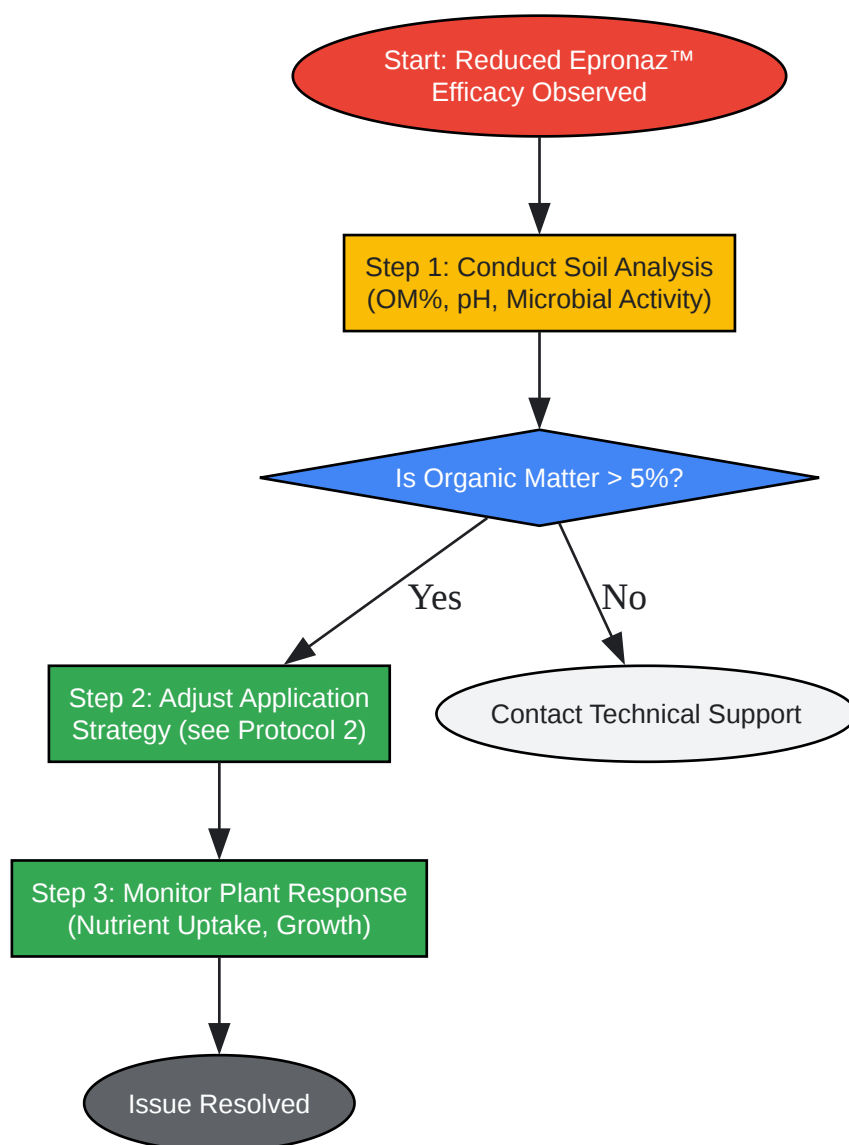 Start: Reduced Epronaz™
Efficacy Observed
Step 1: Conduct Soil Analysis
(OM%, pH, Microbial Activity)
Is Organic Matter > 5%?
Yes
No
Step 2: Adjust Application
Strategy (see Protocol 2)
Contact Technical Support
Step 3: Monitor Plant Response
(Nutrient Uptake, Growth)
Issue Resolved